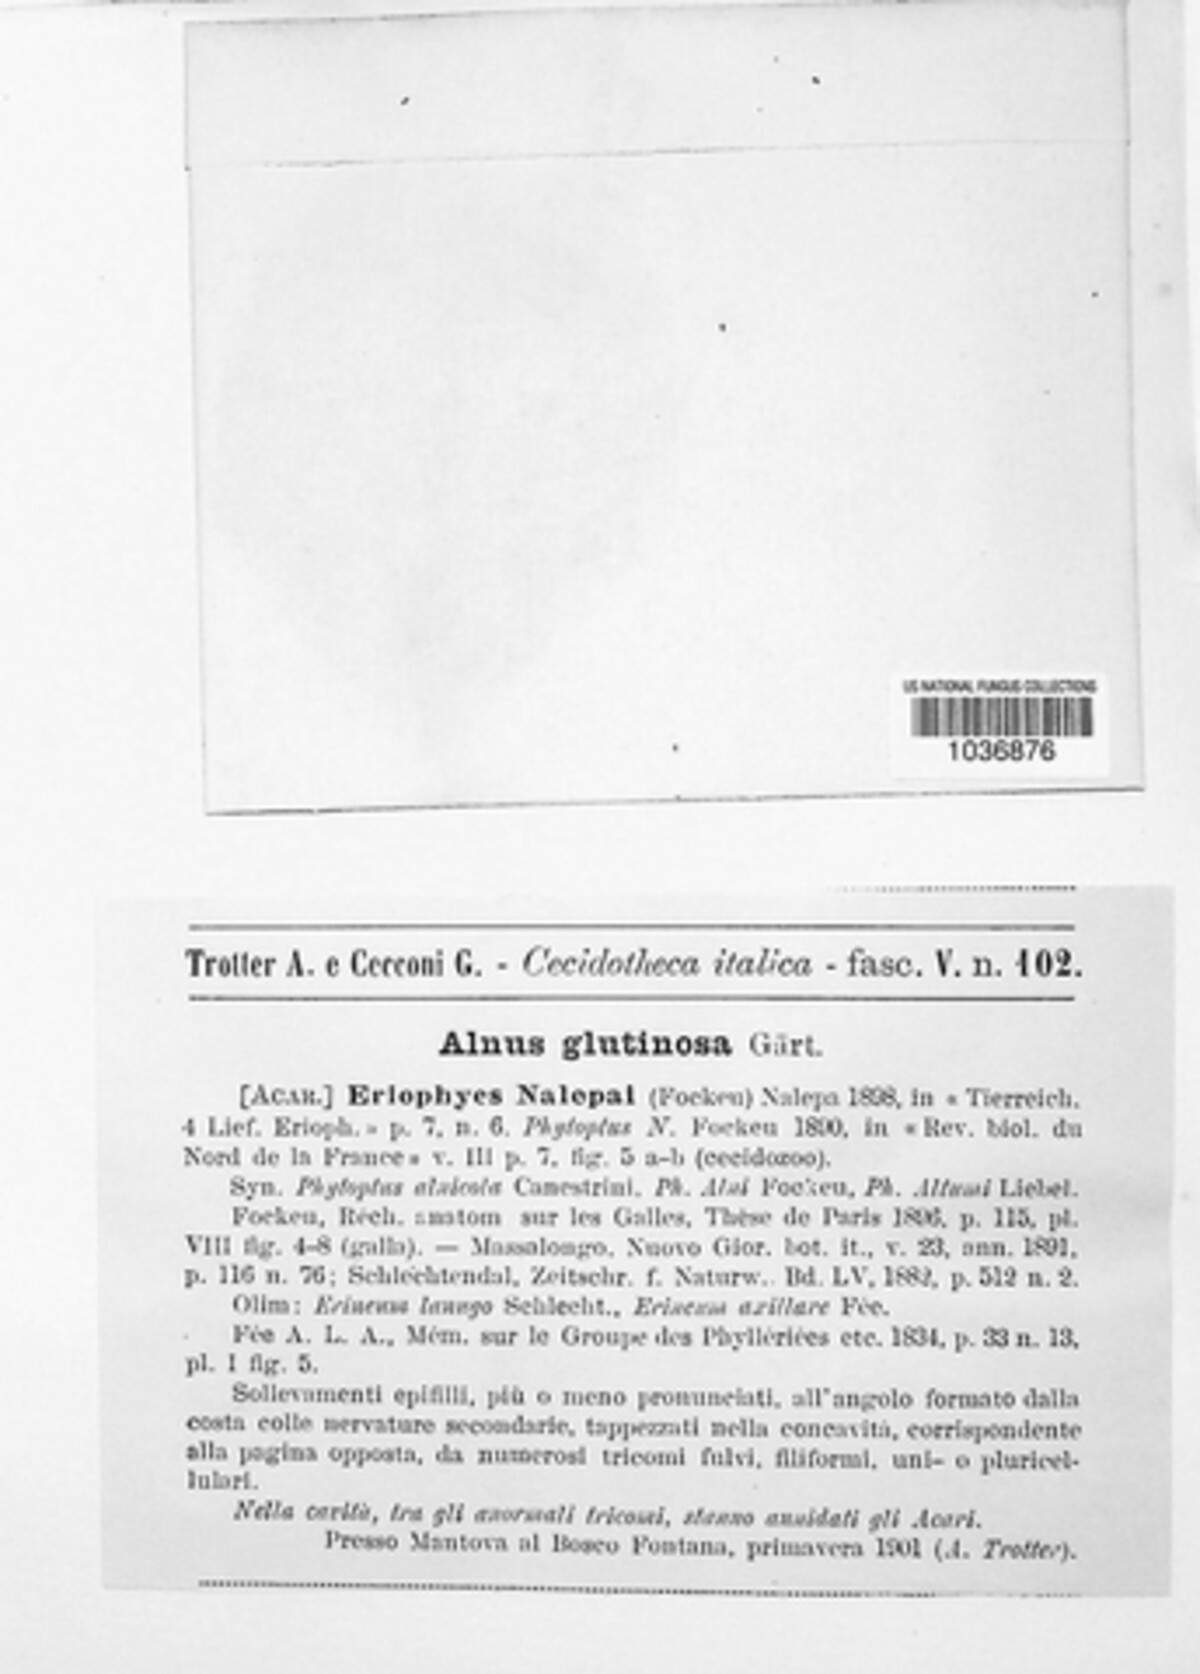 US NATIONAL FUNGUS COLLECTIONS
1036876
Trotter A. e Cecconi G. - Cecidotheca italica - fasc. V. n. 102.
Alnus glutinosa Gärt.
[ACAR.] Eriophyes Nalepai (Fockeu) Nalepa 1898, in « Tierreich.
4 Lief. Erioph. » p. 7, n. 6. Phytoptus N. Fockeu 1890, in « Rev. biol. du
Nord de la France » v. III p. 7, fig. 5 a-b (cecidozoo).
Syn. Phytoptus alnicola Canestrini, Ph. Alni Fockeu, Ph. Altumi Liebel.
Fockeu, Rech. anatom sur les Galles, Thèse de Paris 1896, p. 115, pl.
VIII fig. 4-8 (galla). — Massalongo, Nuovo Gior. bot. it., v. 23, ann. 1891,
p. 116 n. 76; Schlechtendal, Zeitschr. f. Naturw., Bd. LV, 1882, p. 512 n. 2.
Olim: Erineum lanugo Schlecht., Erineum axillare Fée.
Fée A. L. A., Mém. sur le Groupe des Phyllériées etc. 1834, p. 33 n. 13,
pl. I fig. 5.
Sollevamenti epifilli, più o meno pronunciati, all'angolo formato dalla
costa colle nervature secondarie, tappezzati nella concavità, corrispondente
alla pagina opposta, da numerosi tricomi fulvi, filiformi, uni- o pluricel-
lulari.
Nella cavità, tra gli anormali tricomi, stanno annidati gli Acari.
Presso Mantova al Bosco Fontana, primavera 1901 (A. Trotter).